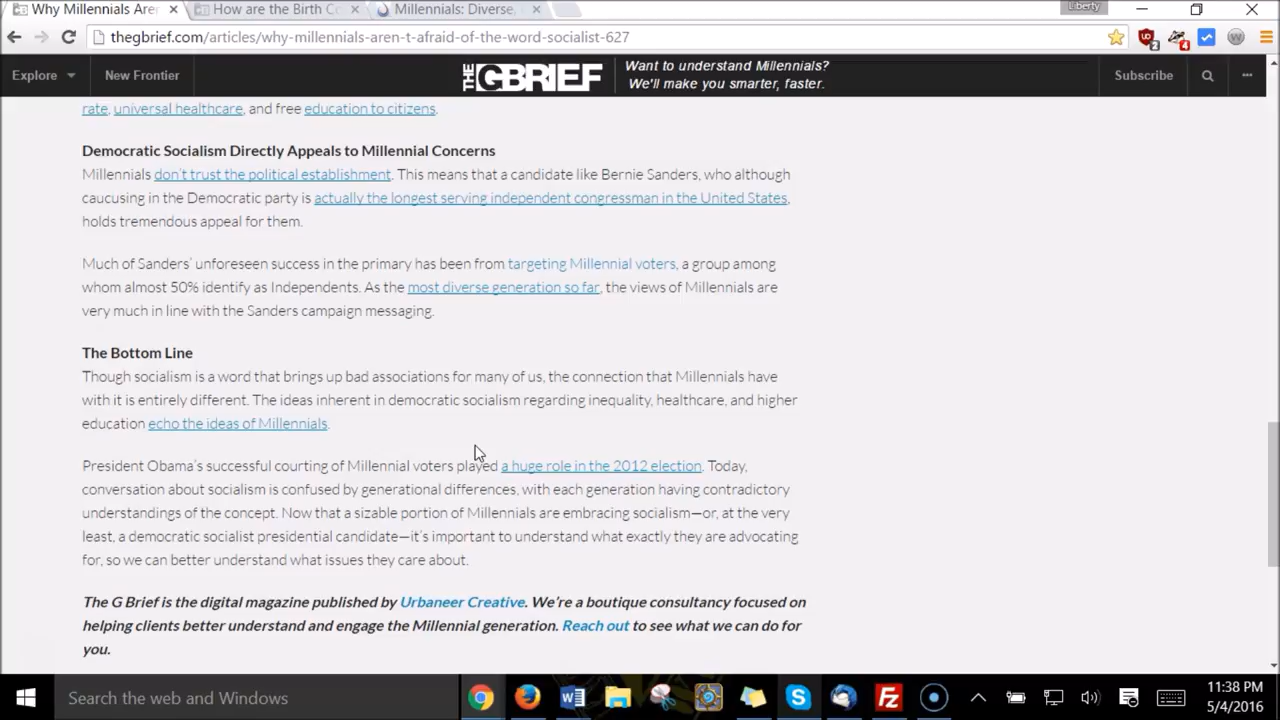 Why Millennials Aren
How are the Birth Co
Millennials: Diverse,
Liberty
thegbrief.com/articles/why-millennials-aren-t-afraid-of-the-word-socialist-627
Explore
New Frontier
THE GBRIEF
Want to understand Millennials?
We'll make you smarter, faster.
Subscribe
rate, universal healthcare, and free education to citizens.
Democratic Socialism Directly Appeals to Millennial Concerns
Millennials don't trust the political establishment. This means that a candidate like Bernie Sanders, who although
caucusing in the Democratic party is actually the longest serving independent congressman in the United States,
holds tremendous appeal for them.
Much of Sanders' unforeseen success in the primary has been from targeting Millennial voters, a group among
whom almost 50% identify as Independents. As the most diverse generation so far, the views of Millennials are
very much in line with the Sanders campaign messaging.
The Bottom Line
Though socialism is a word that brings up bad associations for many of us, the connection that Millennials have
with it is entirely different. The ideas inherent in democratic socialism regarding inequality, healthcare, and higher
education echo the ideas of Millennials.
President Obama's successful courting of Millennial voters played a huge role in the 2012 election. Today,
conversation about socialism is confused by generational differences, with each generation having contradictory
understandings of the concept. Now that a sizable portion of Millennials are embracing socialism—or, at the very
least, a democratic socialist presidential candidate—it's important to understand what exactly they are advocating
for, so we can better understand what issues they care about.
The G Brief is the digital magazine published by Urbaneer Creative. We're a boutique consultancy focused on
helping clients better understand and engage the Millennial generation. Reach out to see what we can do for
you.
Search the web and Windows
11:38 PM
5/4/2016